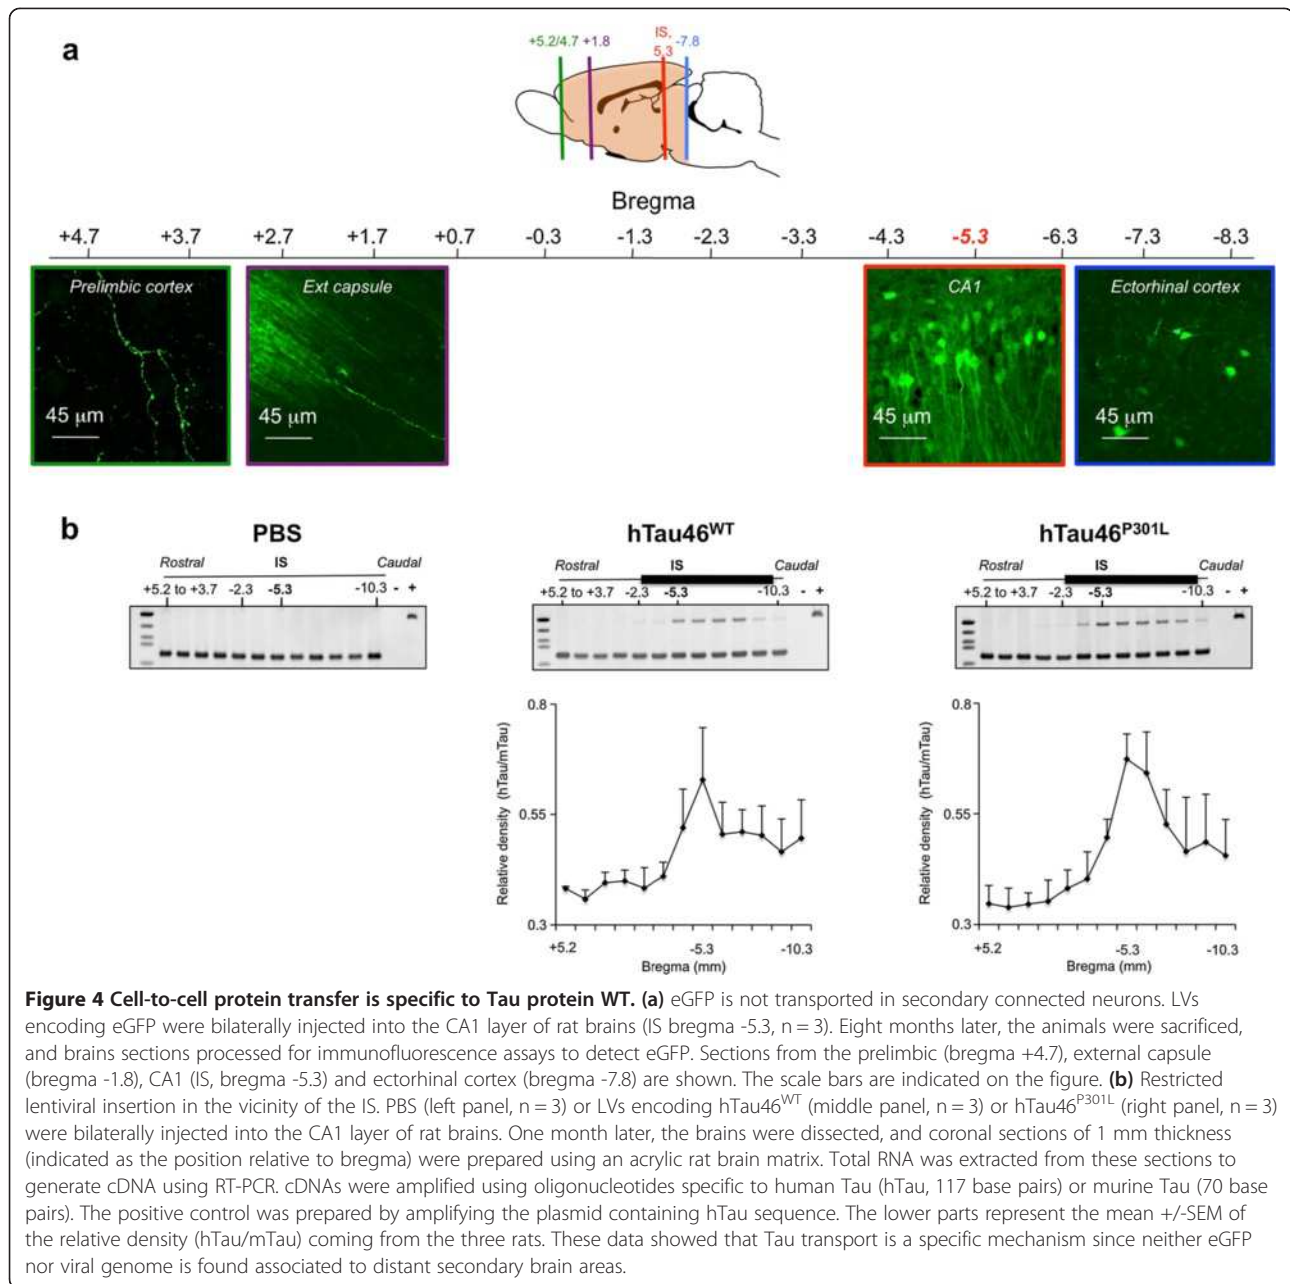 a
+5.2/4.7 +1.8 IS, 5.3 -7.8
Bregma
+4.7 +3.7 +2.7 +1.7 +0.7 -0.3 -1.3 -2.3 -3.3 -4.3 -5.3 -6.3 -7.3 -8.3
Prelimbic cortex Ext capsule CA1 Ectorhinal cortex
45 µm 45 µm 45 µm 45 µm
b
PBS hTau46WT hTau46P301L
Rostral IS Caudal Rostral IS Caudal Rostral IS Caudal
+5.2 to +3.7 -2.3 -5.3 -10.3 - + +5.2 to +3.7 -2.3 -5.3 -10.3 - + +5.2 to +3.7 -2.3 -5.3 -10.3 - +
Relative density (hTau/mTau)
0.8
0.55
0.3
+5.2 -5.3 -10.3
Bregma (mm)
Relative density (hTau/mTau)
0.8
0.55
0.3
+5.2 -5.3 -10.3
Bregma (mm)
Figure 4 Cell-to-cell protein transfer is specific to Tau protein WT. (a) eGFP is not transported in secondary connected neurons. LVs
encoding eGFP were bilaterally injected into the CA1 layer of rat brains (IS bregma -5.3, n = 3). Eight months later, the animals were sacrificed,
and brains sections processed for immunofluorescence assays to detect eGFP. Sections from the prelimbic (bregma +4.7), external capsule
(bregma -1.8), CA1 (IS, bregma -5.3) and ectorhinal cortex (bregma -7.8) are shown. The scale bars are indicated on the figure. (b) Restricted
lentiviral insertion in the vicinity of the IS. PBS (left panel, n = 3) or LVs encoding hTau46WT (middle panel, n = 3) or hTau46P301L (right panel, n = 3)
were bilaterally injected into the CA1 layer of rat brains. One month later, the brains were dissected, and coronal sections of 1 mm thickness
(indicated as the position relative to bregma) were prepared using an acrylic rat brain matrix. Total RNA was extracted from these sections to
generate cDNA using RT-PCR. cDNAs were amplified using oligonucleotides specific to human Tau (hTau, 117 base pairs) or murine Tau (70 base
pairs). The positive control was prepared by amplifying the plasmid containing hTau sequence. The lower parts represent the mean +/-SEM of
the relative density (hTau/mTau) coming from the three rats. These data showed that Tau transport is a specific mechanism since neither eGFP
nor viral genome is found associated to distant secondary brain areas.